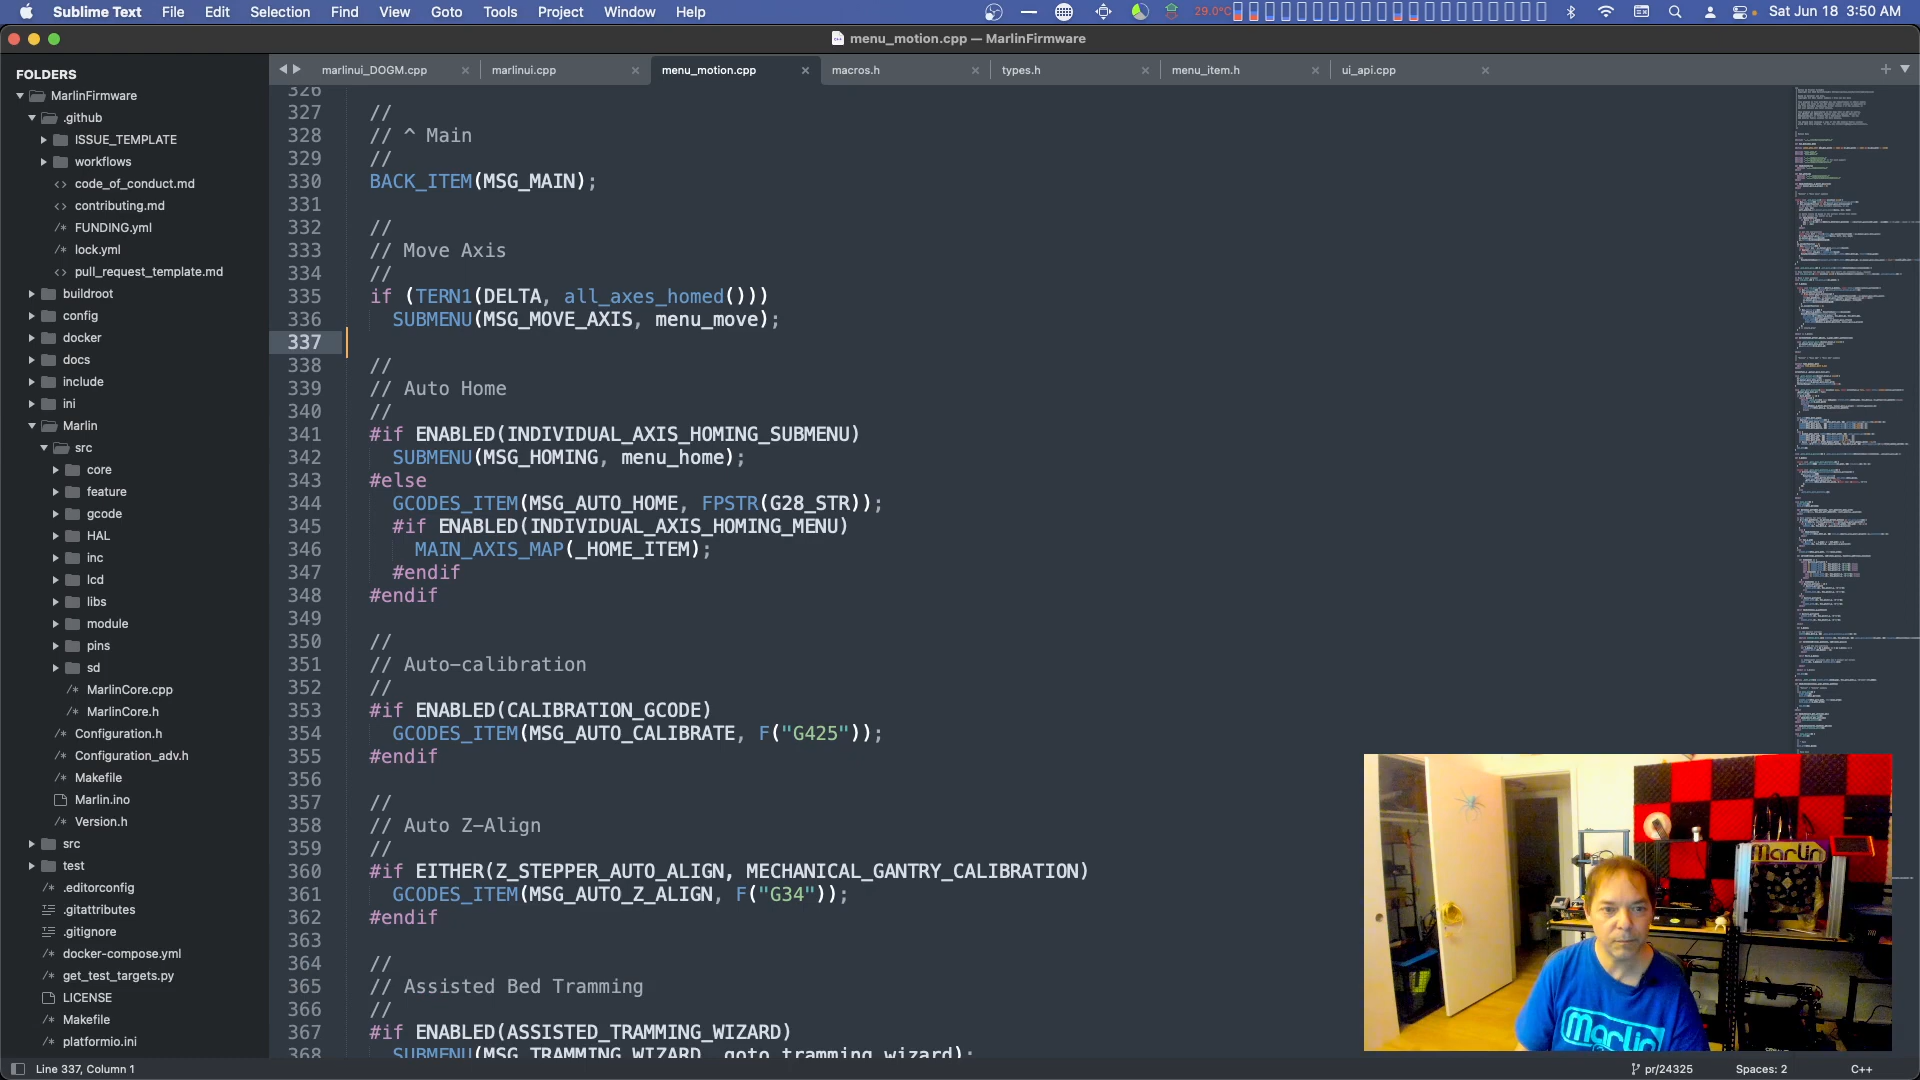 Sublime Text File Edit Selection Find View Goto Tools Project Window Help 29.0°C Sat Jun 18 3:50 AM
menu_motion.cpp — MarlinFirmware
FOLDERS
MarlinFirmware
.github
ISSUE_TEMPLATE
workflows
code_of_conduct.md
contributing.md
FUNDING.yml
lock.yml
pull_request_template.md
buildroot
config
docker
docs
include
ini
Marlin
src
core
feature
gcode
HAL
inc
lcd
libs
module
pins
sd
MarlinCore.cpp
MarlinCore.h
Configuration.h
Configuration_adv.h
Makefile
Marlin.ino
Version.h
src
test
.editorconfig
.gitattributes
.gitignore
docker-compose.yml
get_test_targets.py
LICENSE
Makefile
platformio.ini
marlinui_DOGM.cpp marlinui.cpp menu_motion.cpp macros.h types.h menu_item.h ui_api.cpp
326
327 //
328 // ^ Main
329 //
330 BACK_ITEM(MSG_MAIN);
331
332 //
333 // Move Axis
334 //
335 if (TERN1(DELTA, all_axes_homed()))
336 SUBMENU(MSG_MOVE_AXIS, menu_move);
337
338 //
339 // Auto Home
340 //
341 #if ENABLED(INDIVIDUAL_AXIS_HOMING_SUBMENU)
342 SUBMENU(MSG_HOMING, menu_home);
343 #else
344 GCODES_ITEM(MSG_AUTO_HOME, FPSTR(G28_STR));
345 #if ENABLED(INDIVIDUAL_AXIS_HOMING_MENU)
346 MAIN_AXIS_MAP(_HOME_ITEM);
347 #endif
348 #endif
349
350 //
351 // Auto-calibration
352 //
353 #if ENABLED(CALIBRATION_GCODE)
354 GCODES_ITEM(MSG_AUTO_CALIBRATE, F("G425"));
355 #endif
356
357 //
358 // Auto Z-Align
359 //
360 #if EITHER(Z_STEPPER_AUTO_ALIGN, MECHANICAL_GANTRY_CALIBRATION)
361 GCODES_ITEM(MSG_AUTO_Z_ALIGN, F("G34"));
362 #endif
363
364 //
365 // Assisted Bed Tramming
366 //
367 #if ENABLED(ASSISTED_TRAMMING_WIZARD)
368 SUBMENU(MSG_TRAMMING_WIZARD, goto_tramming_wizard);
Marlin
Marlin
Line 337, Column 1 pr/24325 Spaces: 2 C++